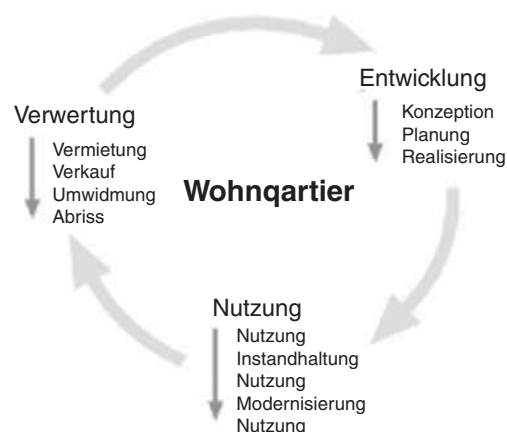 Entwicklung
Konzeption
Planung
Realisierung
Verwertung
Vermietung
Verkauf
Umwidmung
Abriss
Wohnqartier
Nutzung
Nutzung
Instandhaltung
Nutzung
Modernisierung
Nutzung